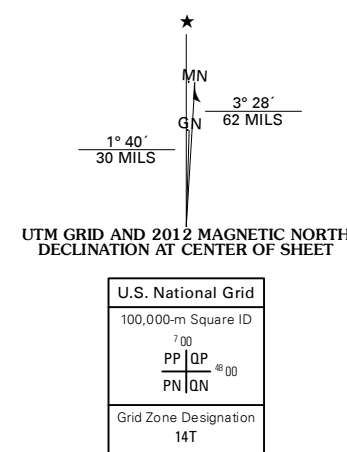 ★
MN
3° 28´
62 MILS
GN
1° 40´
30 MILS
UTM GRID AND 2012 MAGNETIC NORTH
DECLINATION AT CENTER OF SHEET
U.S. National Grid
100,000-m Square ID
7 00
PP QP
48 00
PN QN
Grid Zone Designation
14T